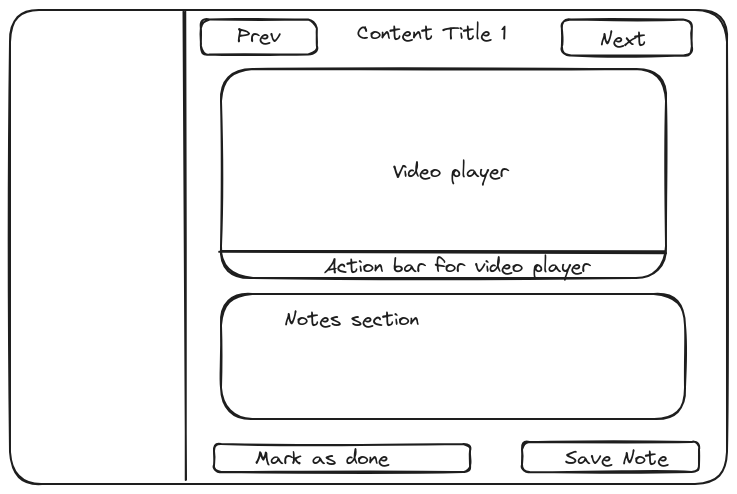 Prev
Content Title 1
Next
Video player
Action bar for video player
Notes section
Mark as done
Save Note